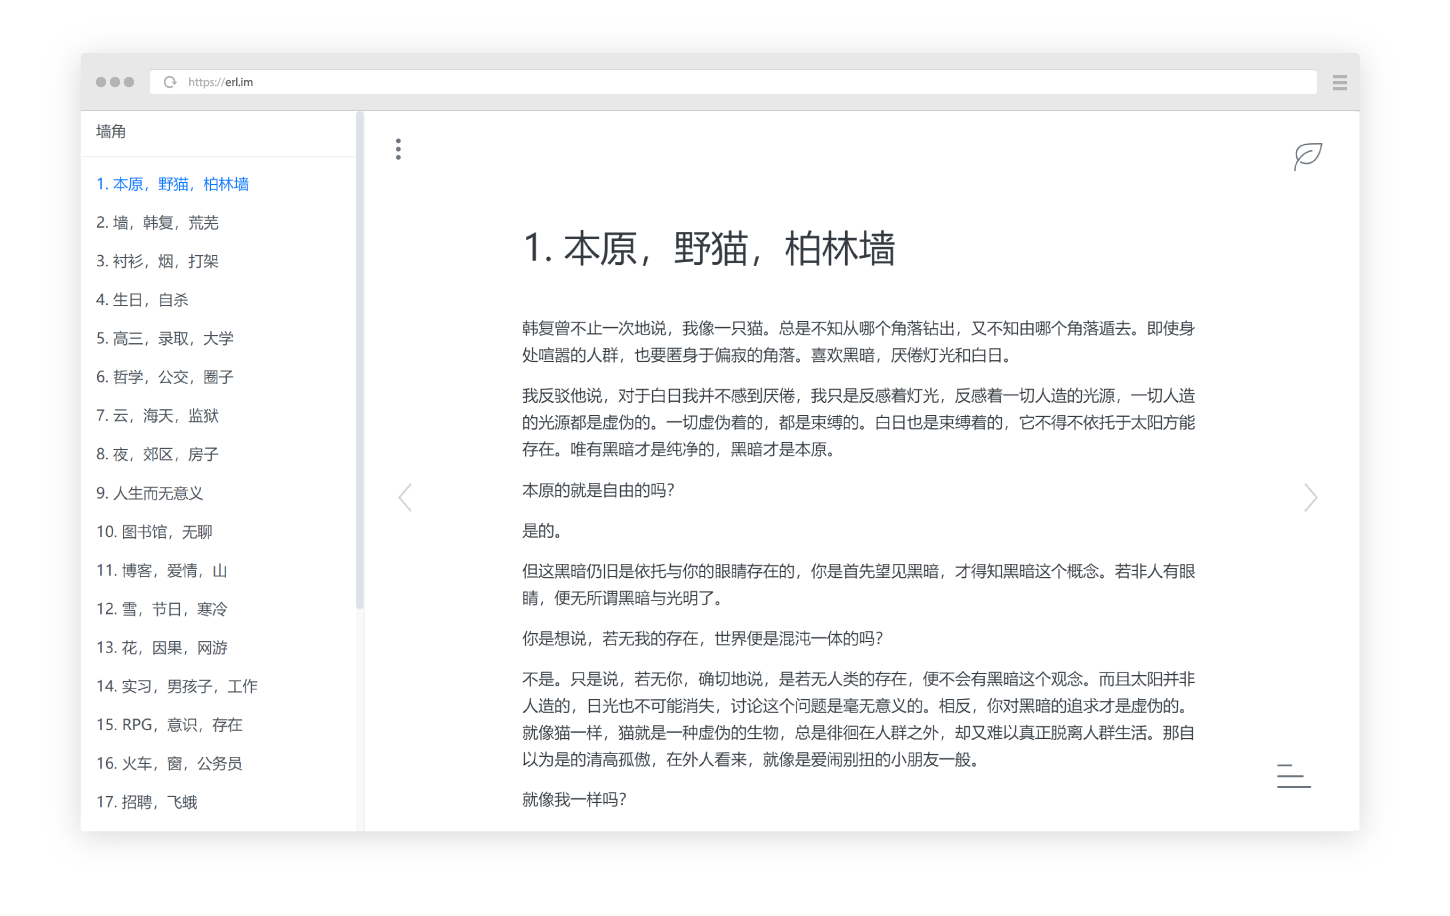 https://erl.im
墙角
1. 本原，野猫，柏林墙
2. 墙，韩复，荒芜
3. 衬衫，烟，打架
4. 生日，自杀
5. 高三，录取，大学
6. 哲学，公交，圈子
7. 云，海天，监狱
8. 夜，郊区，房子
9. 人生而无意义
10. 图书馆，无聊
11. 博客，爱情，山
12. 雪，节日，寒冷
13. 花，因果，网游
14. 实习，男孩子，工作
15. RPG，意识，存在
16. 火车，窗，公务员
17. 招聘，飞蛾
1. 本原，野猫，柏林墙
韩复曾不止一次地说，我像一只猫。总是不知从哪个角落钻出，又不知由哪个角落遁去。即使身
处喧嚣的人群，也要匿身于偏寂的角落。喜欢黑暗，厌倦灯光和白日。
我反驳他说，对于白日我并不感到厌倦，我只是反感着灯光，反感着一切人造的光源，一切人造
的光源都是虚伪的。一切虚伪着的，都是束缚的。白日也是束缚着的，它不得不依托于太阳方能
存在。唯有黑暗才是纯净的，黑暗才是本原。
本原的就是自由的吗？
是的。
但这黑暗仍旧是依托与你的眼睛存在的，你是首先望见黑暗，才得知黑暗这个概念。若非人有眼
睛，便无所谓黑暗与光明了。
你是想说，若无我的存在，世界便是混沌一体的吗？
不是。只是说，若无你，确切地说，是若无人类的存在，便不会有黑暗这个观念。而且太阳并非
人造的，日光也不可能消失，讨论这个问题是毫无意义的。相反，你对黑暗的追求才是虚伪的。
就像猫一样，猫就是一种虚伪的生物，总是徘徊在人群之外，却又难以真正脱离人群生活。那自
以为是的清高孤傲，在外人看来，就像是爱闹别扭的小朋友一般。
就像我一样吗？